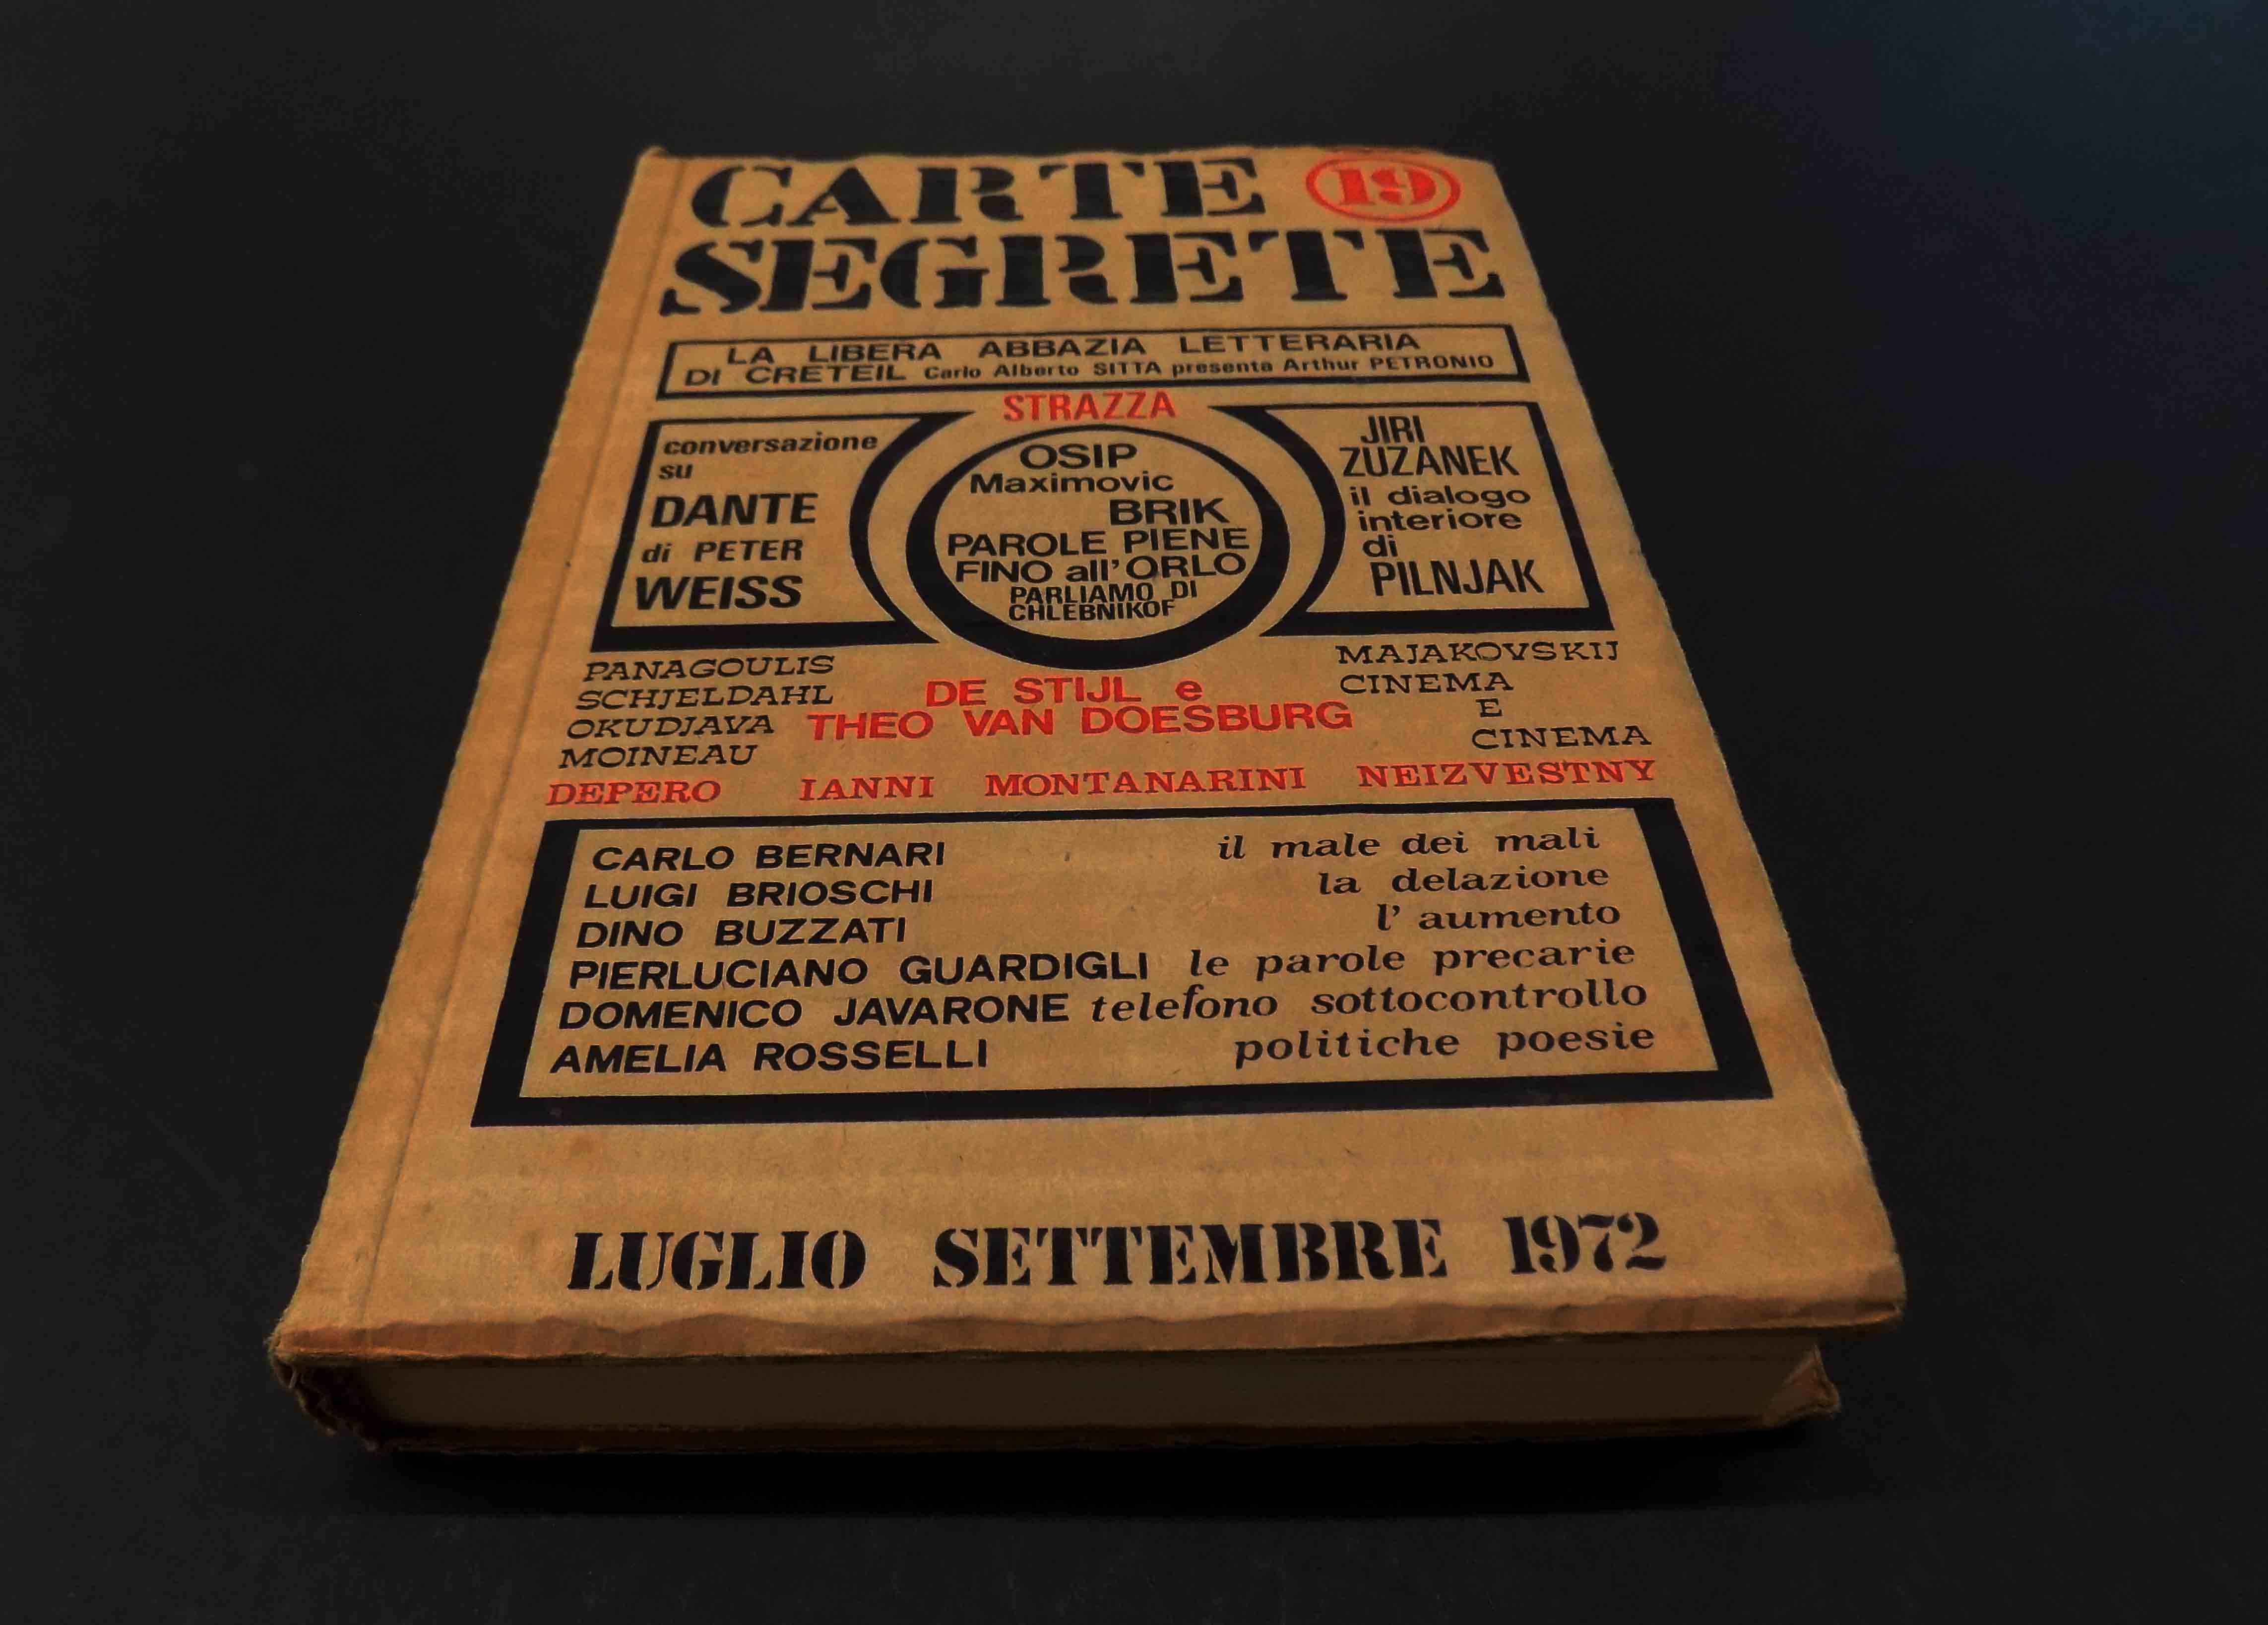 CARTE 19
SEGRETE
LA LIBERA ABBAZIA LETTERARIA
DI CRETEIL Carlo Alberto SITTA presenta Arthur PETRONIO
STRAZZA
conversazione
su
DANTE
di PETER
WEISS
OSIP
Maximovic
BRIK
PAROLE PIENE
FINO all'ORLO
PARLIAMO DI
CHLEBNIKOF
JIRI
ZUZANEK
il dialogo
interiore
di
PILNJAK
PANAGOULIS
SCHJELDAHL
OKUDJAVA
MOINEAU
DE STIJL e
THEO VAN DOESBURG
MAJAKOVSKIJ
CINEMA
E
CINEMA
DEPERO IANNI MONTANARINI NEIZVESTNY
CARLO BERNARI il male dei mali
LUIGI BRIOSCHI la delazione
DINO BUZZATI l' aumento
PIERLUCIANO GUARDIGLI le parole precarie
DOMENICO JAVARONE telefono sottocontrollo
AMELIA ROSSELLI politiche poesie
LUGLIO SETTEMBRE 1972